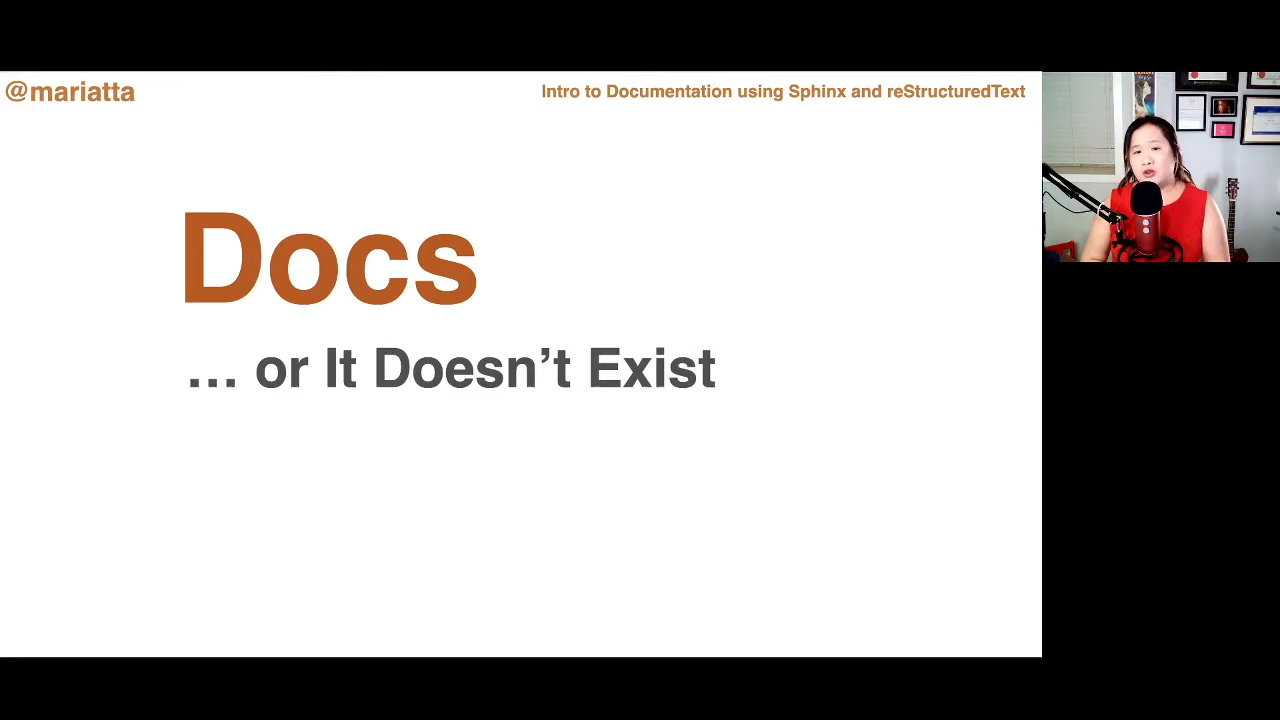 @mariatta
Intro to Documentation using Sphinx and reStructuredText
Docs
… or It Doesn’t Exist